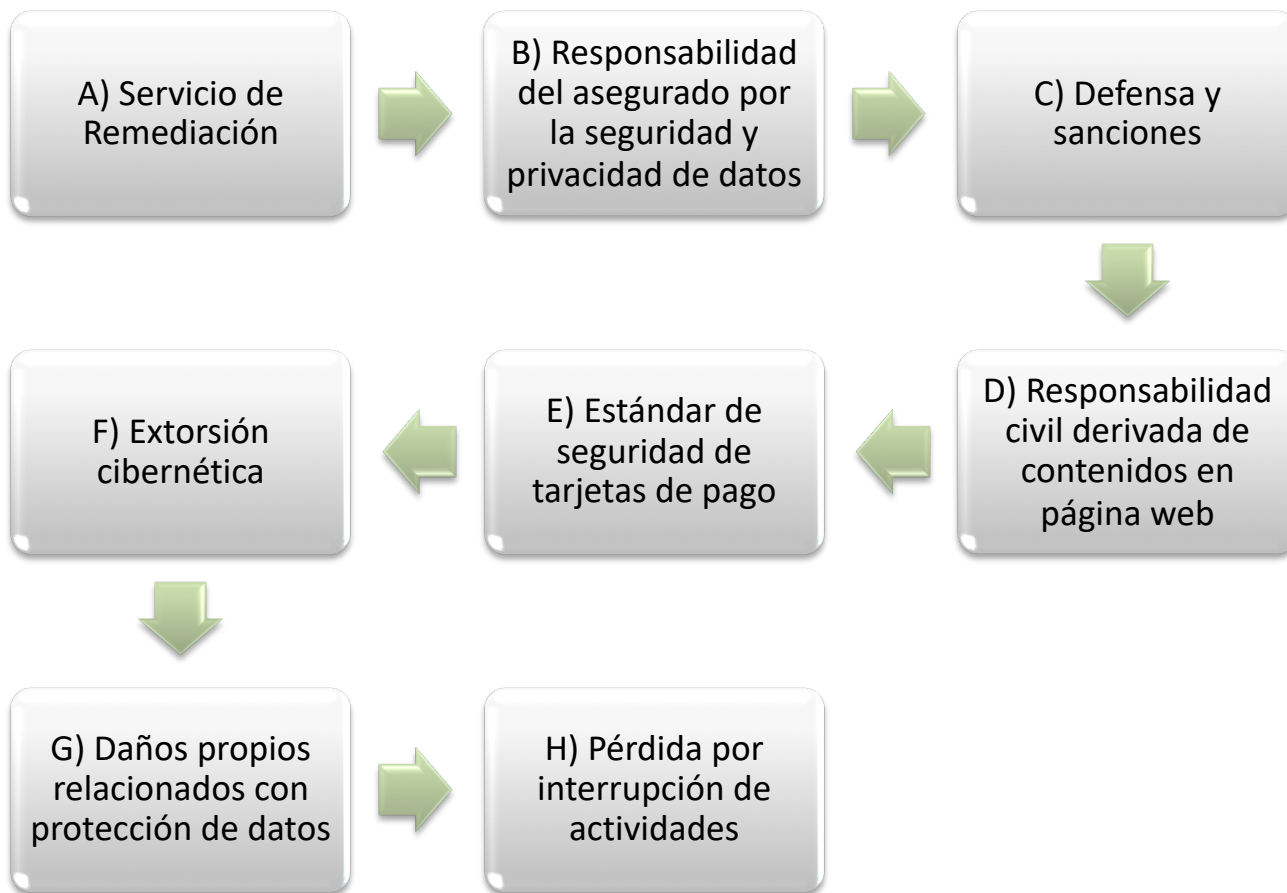 A) Servicio de
Remediación
B) Responsabilidad
del asegurado por
la seguridad y
privacidad de datos
C) Defensa y
sanciones
D) Responsabilidad
civil derivada de
contenidos en
página web
E) Estándar de
seguridad de
tarjetas de pago
F) Extorsión
cibernética
G) Daños propios
relacionados con
protección de datos
H) Pérdida por
interrupción de
actividades